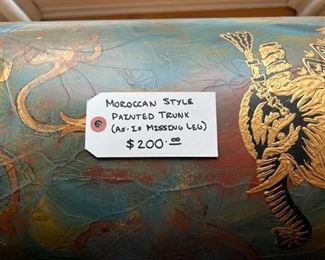 MOROCCAN STYLE
PAINTED TRUNK
(AS-IS MISSING LEG)
$200.00